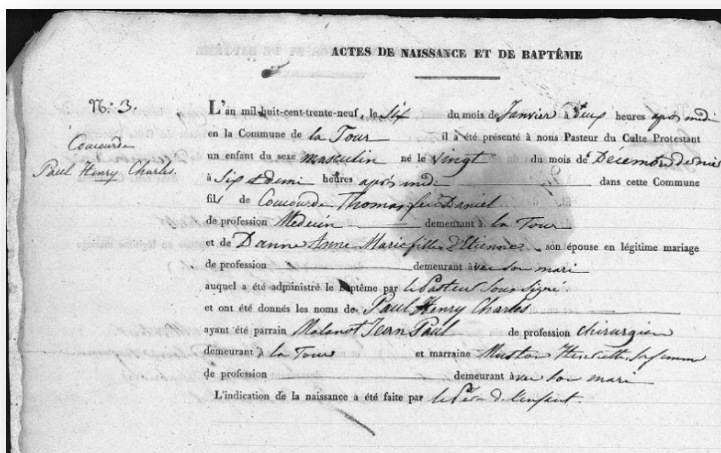 ACTES DE NAISSANCE ET DE BAPTÊME
N.° 3.
Coucourde
Paul Henry Charles.
L'an mil-huit-cent-trente-neuf, le Six du mois de Janvier à deux heures après midi
en la Commune de la Tour il a été présenté à nous Pasteur du Culte Protestant
un enfant du sexe masculin né le vingt du mois de Décembre dernier
à Six & demi heures après midi dans cette Commune
fils de Coucourde Thomas feu Daniel
de profession Medecin demeurant à la Tour
et de Danne Anne Marie fille d'Etienne son épouse en légitime mariage
de profession demeurant avec son mari
auquel a été administré le Baptême par le Pasteur Sous Signé
et ont été donnés les noms de Paul Henry Charles
ayant été parrain Malanot Jean Paul de profession chirurgien
demeurant à la Tour et marraine Muston Henriette, sa femme
de profession demeurant avec son mari
L'indication de la naissance a été faite par le Père de l'enfant.